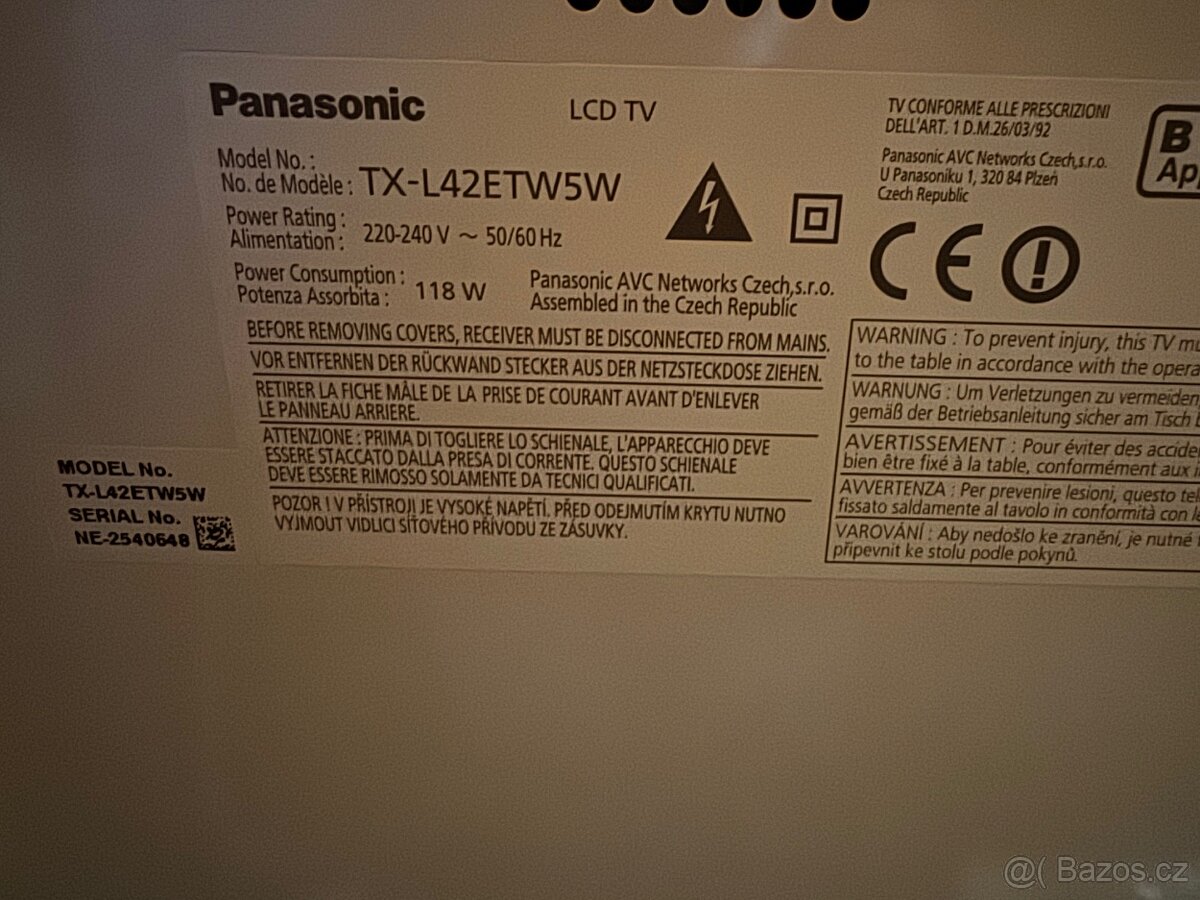 Panasonic
LCD TV
Model No. :
No. de Modèle : TX-L42ETW5W
Power Rating :
Alimentation : 220-240 V ~ 50/60 Hz
Power Consumption :
Potenza Assorbita : 118 W
Panasonic AVC Networks Czech,s.r.o.
Assembled in the Czech Republic
TV CONFORME ALLE PRESCRIZIONI
DELL'ART. 1 D.M.26/03/92
Panasonic AVC Networks Czech,s.r.o.
U Panasoniku 1, 320 84 Plzeń
Czech Republic
B
CE
BEFORE REMOVING COVERS, RECEIVER MUST BE DISCONNECTED FROM MAINS.
VOR ENTFERNEN DER RÜCKWAND STECKER AUS DER NETZSTECKDOSE ZIEHEN.
RETIRER LA FICHE MÂLE DE LA PRISE DE COURANT AVANT D'ENLEVER
LE PANNEAU ARRIERE.
ATTENZIONE : PRIMA DI TOGLIERE LO SCHIENALE, L'APPARECCHIO DEVE
ESSERE STACCATO DALLA PRESA DI CORRENTE. QUESTO SCHIENALE
DEVE ESSERE RIMOSSO SOLAMENTE DA TECNICI QUALIFICATI.
POZOR ! V PŘÍSTROJI JE VYSOKÉ NAPĚTÍ. PŘED ODEJMUTÍM KRYTU NUTNO
VYJMOUT VIDLICI SÍŤOVÉHO PŘÍVODU ZE ZÁSUVKY.
WARNING : To prevent injury, this TV
to the table in accordance with the
WARNUNG : Um Verletzungen zu vermeiden,
gemäß der Betriebsanleitung sicher am Tisch
AVERTISSEMENT : Pour éviter des
bien être fixé à la table, conformément aux
AVVERTENZA : Per prevenire lesioni, questo
fissato saldamente al tavolo in conformità con
VAROVÁNÍ : Aby nedošlo ke zranění, je nutné
připevnit ke stolu podle pokynů.
MODEL No.
TX-L42ETW5W
SERIAL No.
NE-2540648
@( Bazos.cz